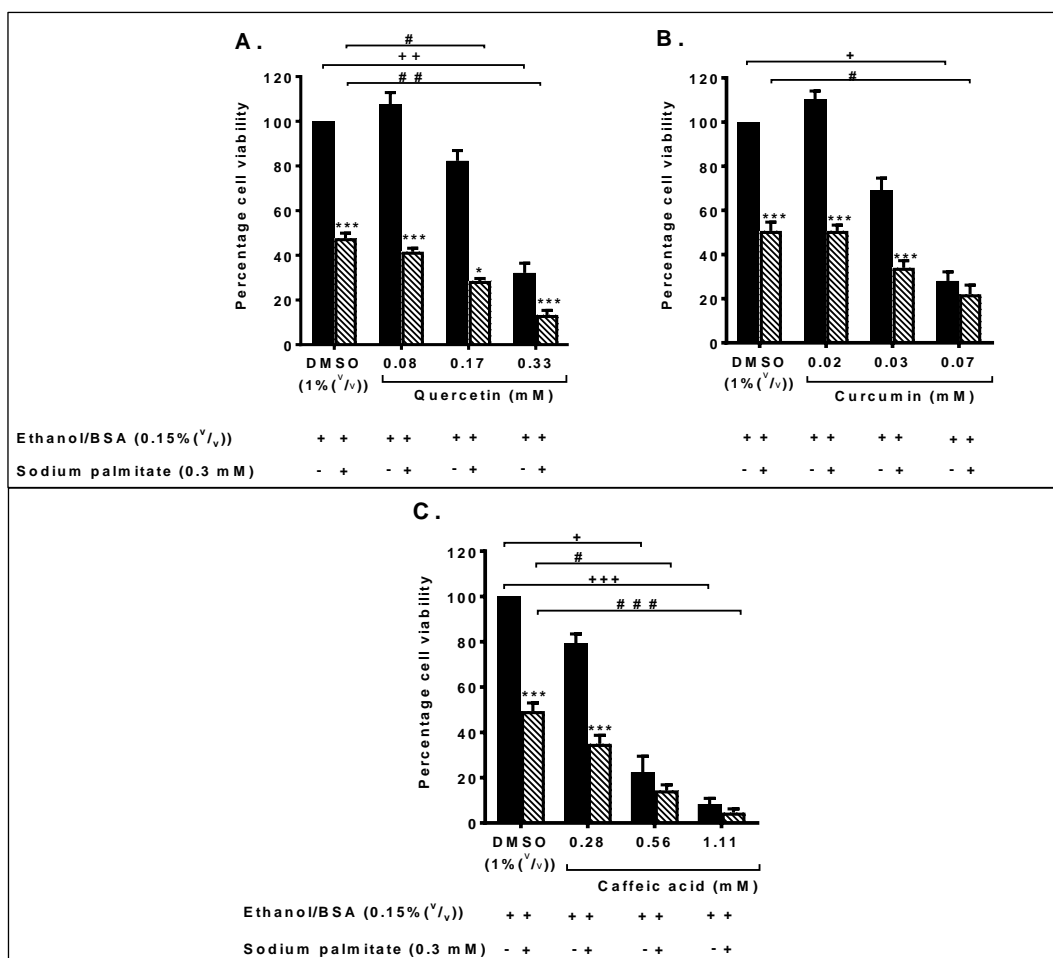 A.
#
+ +
# #
120
100
80
60
40
20
0
Percentage cell viability
***
***
*
***
DMSO 0.08 0.17 0.33
(1%(v/v))
Quercetin (mM)
B.
+
#
120
100
80
60
40
20
0
Percentage cell viability
***
***
***
DMSO 0.02 0.03 0.07
(1%(v/v))
Curcumin (mM)
Ethanol/BSA (0.15%(v/v)) + + + + + + + + + + + + + + + +
Sodium palmitate (0.3 mM) - + - + - + - + - + - + - + - +
C.
+
#
+++
# # #
120
100
80
60
40
20
0
Percentage cell viability
***
***
DMSO 0.28 0.56 1.11
(1%(v/v))
Caffeic acid (mM)
Ethanol/BSA (0.15%(v/v)) + + + + + + + +
Sodium palmitate (0.3 mM) - + - + - + - +